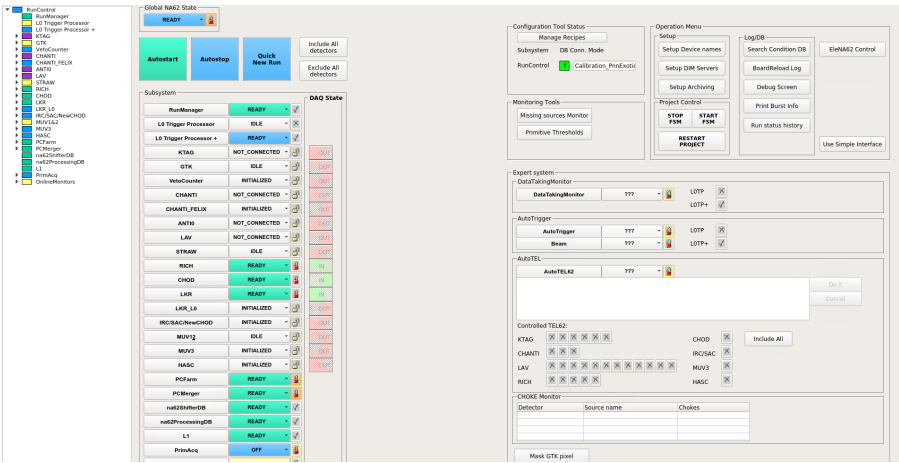 RunControl
RunManager
L0 Trigger Processor
L0 Trigger Processor +
KTAG
GTK
VetoCounter
CHANTI
CHANTI_FELIX
ANTI0
LAV
STRAW
RICH
CHOD
LKR
LKR_L0
IRC/SAC/NewCHOD
MUV1&2
MUV3
HASC
PCFarm
PCMerger
na62ShifterDB
na62ProcessingDB
L1
PrimAcq
OnlineMonitors
Global NA62 State
READY
Autostart
Autostop
Quick
New Run
Include All
detectors
Exclude All
detectors
Subsystem
DAQ State
RunManager READY
L0 Trigger Processor IDLE
L0 Trigger Processor + READY
KTAG NOT_CONNECTED OUT
GTK IDLE OUT
VetoCounter INITIALIZED OUT
CHANTI NOT_CONNECTED OUT
CHANTI_FELIX INITIALIZED OUT
ANTI0 NOT_CONNECTED OUT
LAV NOT_CONNECTED OUT
STRAW IDLE OUT
RICH READY IN
CHOD READY IN
LKR READY IN
LKR_L0 INITIALIZED OUT
IRC/SAC/NewCHOD INITIALIZED OUT
MUV12 IDLE OUT
MUV3 INITIALIZED OUT
HASC INITIALIZED OUT
PCFarm READY
PCMerger READY
na62ShifterDB READY
na62ProcessingDB READY
L1 READY
PrimAcq OFF
Configuration Tool Status
Manage Recipes
Subsystem DB Conn. Mode
RunControl Y Calibration_PnnExotic
Monitoring Tools
Missing sources Monitor
Primitive Thresholds
Operation Menu
Setup
Setup Device names
Setup DIM Servers
Setup Archiving
Project Control
STOP
FSM
START
FSM
RESTART
PROJECT
Log/DB
Search Condition DB
BoardReload Log
Debug Screen
Print Burst Info
Run status history
EleNA62 Control
Use Simple Interface
Expert system
DataTakingMonitor
DataTakingMonitor ??? L0TP
L0TP+
AutoTrigger
AutoTrigger ??? L0TP
Beam ??? L0TP+
AutoTEL
AutoTEL62 ???
Do it
Cancel
Controlled TEL62:
KTAG CHOD Include All
CHANTI IRC/SAC
LAV MUV3
RICH HASC
CHOKE Monitor
Detector Source name Chokes
Mask GTK pixel